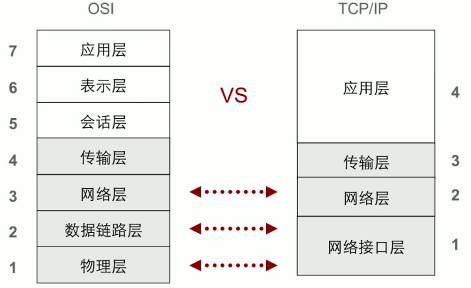 OSI
TCP/IP
7
应用层
6
表示层
5
会话层
4
传输层
3
网络层
2
数据链路层
1
物理层
VS
应用层
4
传输层
3
网络层
2
网络接口层
1